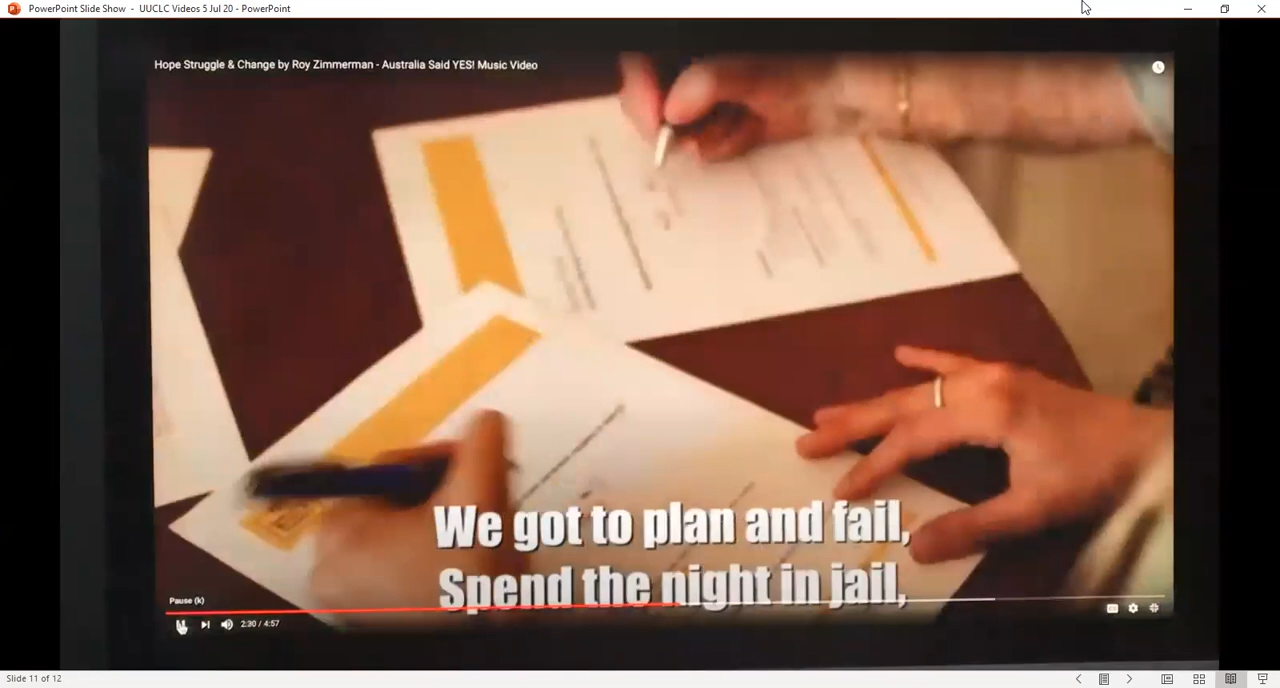 PowerPoint Slide Show - UUCLC Videos 5 Jul 20 - PowerPoint
Hope Struggle & Change by Roy Zimmerman - Australia Said YES! Music Video
We got to plan and fail,
Spend the night in jail,
Pause (k)
2:30 / 4:57
Slide 11 of 12